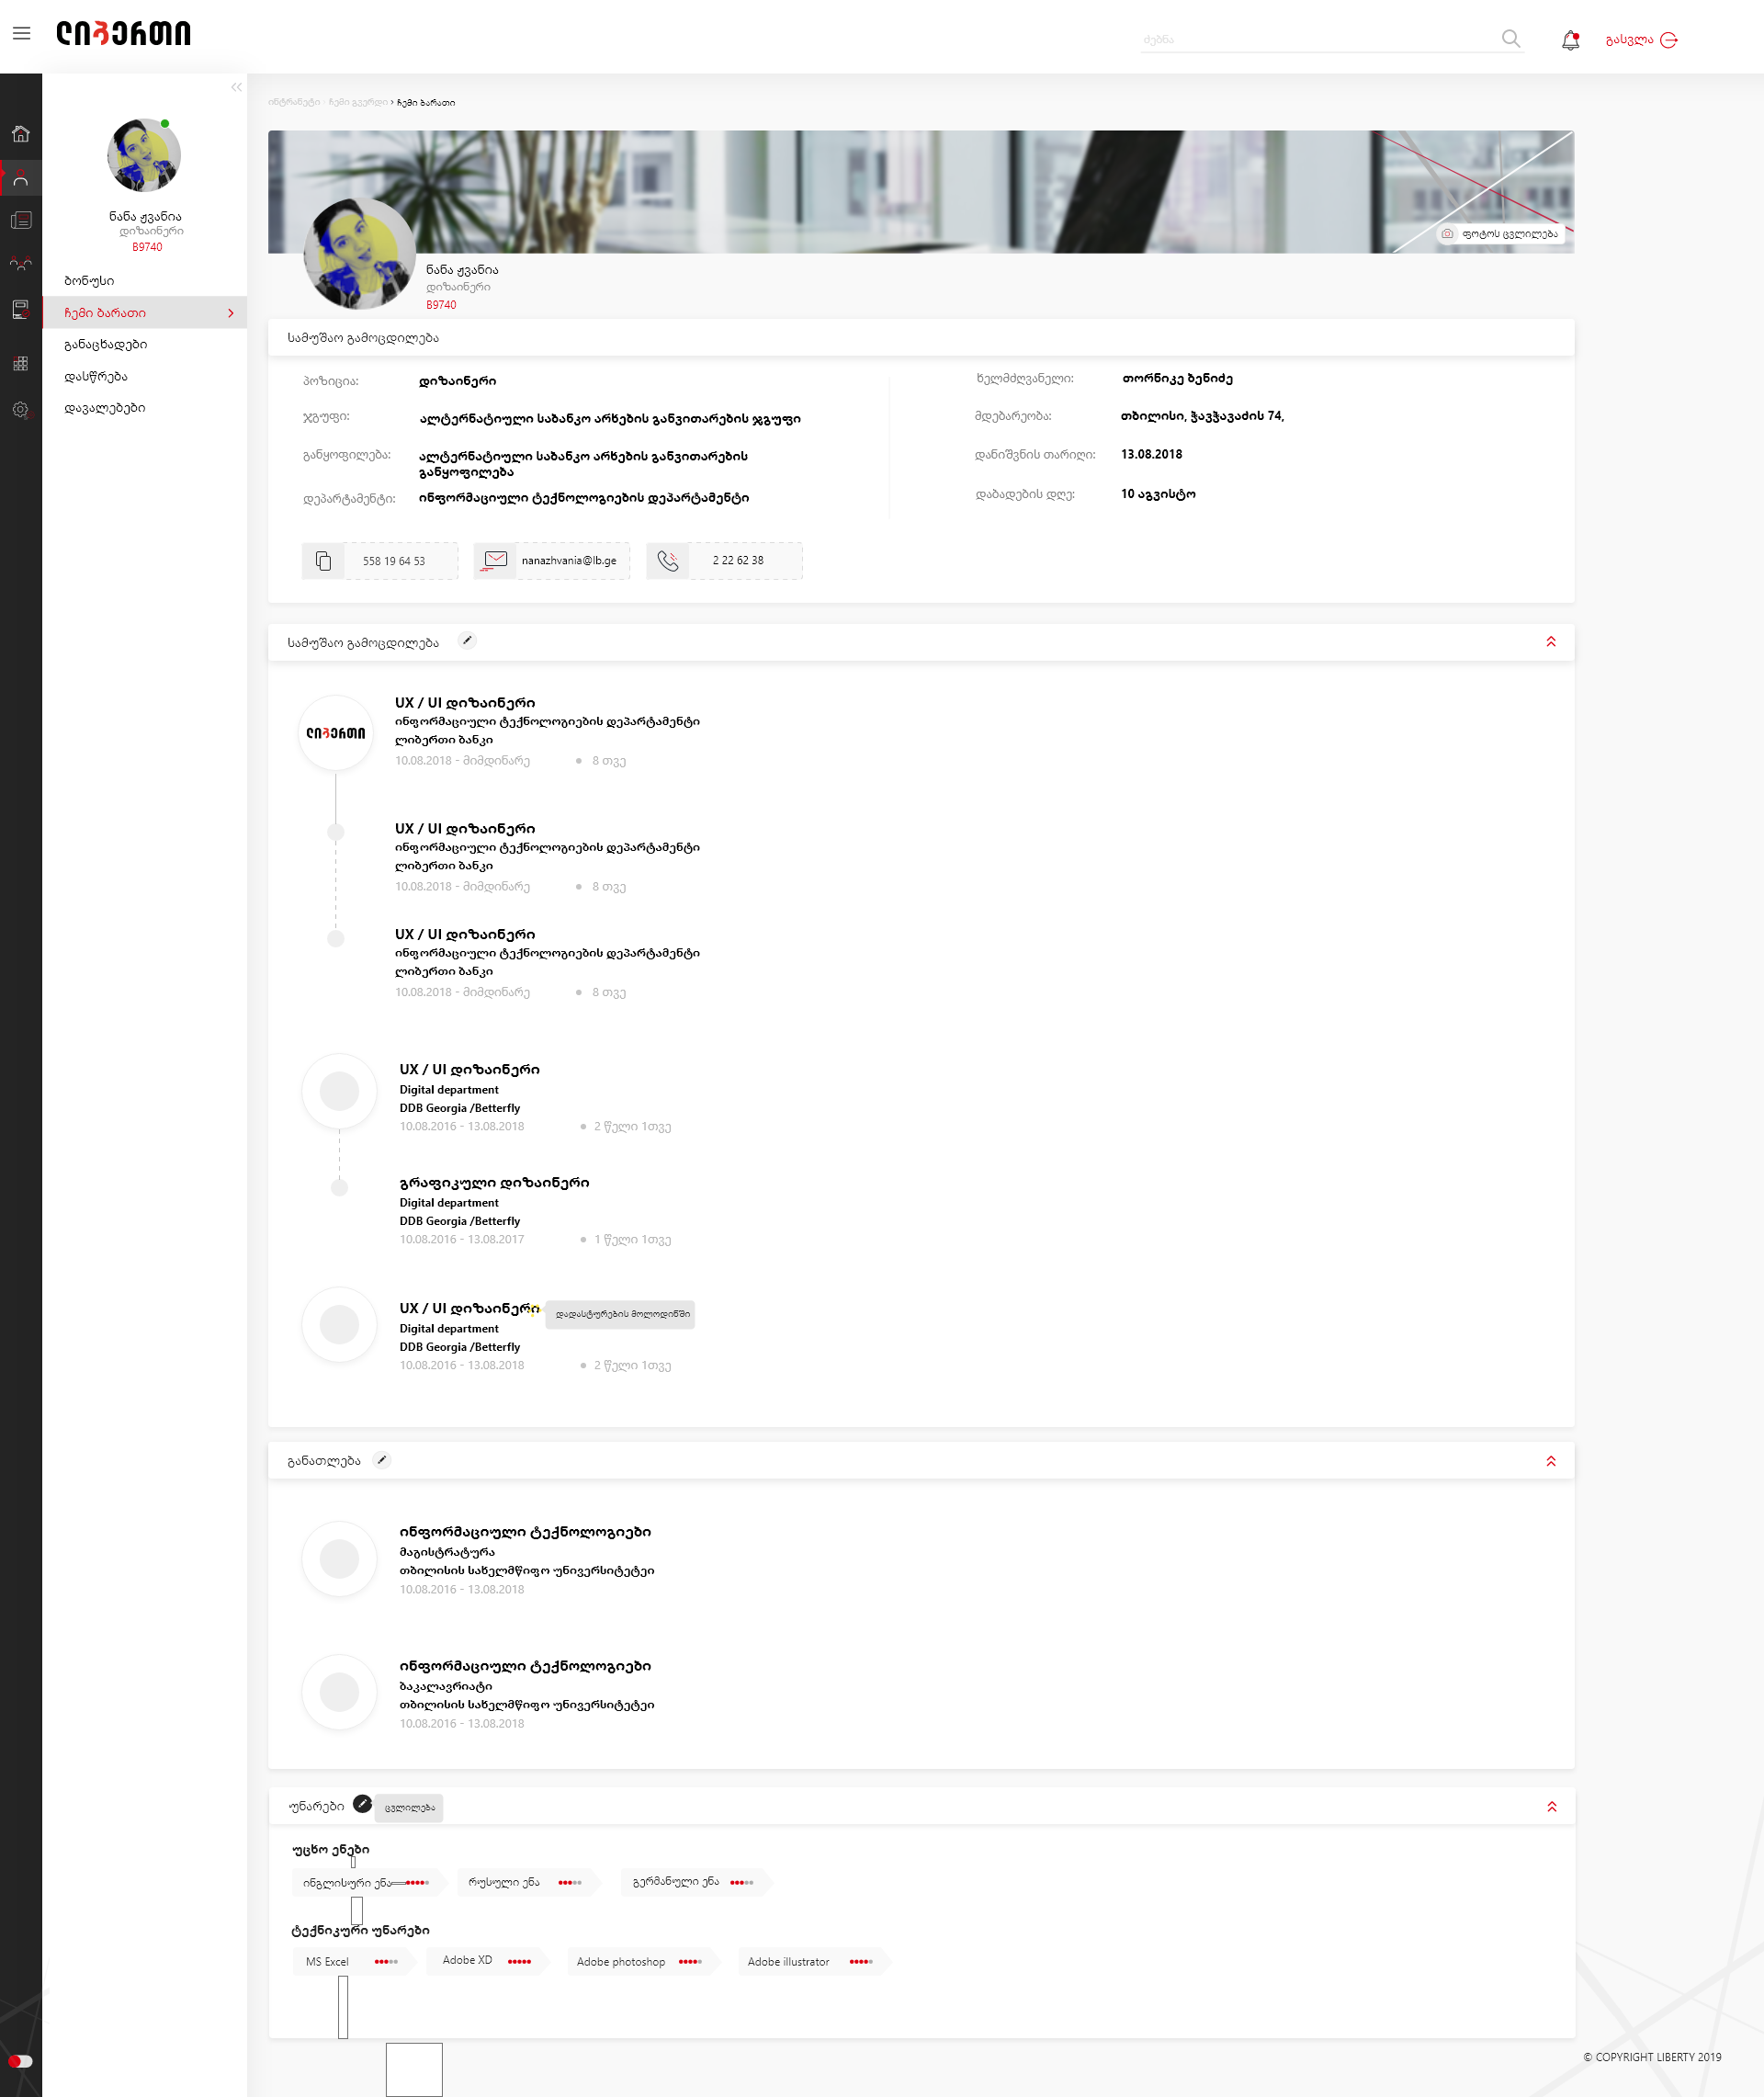 ლიბერთი
ძებნა
გასვლა
ინტრანეტი › ჩემი გვერდი › ჩემი ბარათი
ნანა ჟვანია
დიზაინერი
B9740
ბონუსი
ჩემი ბარათი
განაცხადები
დასწრება
დავალებები
ფოტოს ცვლილება
ნანა ჟვანია
დიზაინერი
B9740
სამუშაო გამოცდილება
პოზიცია: დიზაინერი
ჯგუფი: ალტერნატიული საბანკო არხების განვითარების ჯგუფი
განყოფილება: ალტერნატიული საბანკო არხების განვითარების
განყოფილება
დეპარტამენტი: ინფორმაციული ტექნოლოგიების დეპარტამენტი
ხელმძღვანელი: თორნიკე ბენიძე
მდებარეობა: თბილისი, ჭავჭავაძის 74,
დანიშვნის თარიღი: 13.08.2018
დაბადების დღე: 10 აგვისტო
558 19 64 53
nanazhvania@lb.ge
2 22 62 38
სამუშაო გამოცდილება
ლიბერთი
UX / UI დიზაინერი
ინფორმაციული ტექნოლოგიების დეპარტამენტი
ლიბერთი ბანკი
10.08.2018 - მიმდინარე • 8 თვე
UX / UI დიზაინერი
ინფორმაციული ტექნოლოგიების დეპარტამენტი
ლიბერთი ბანკი
10.08.2018 - მიმდინარე • 8 თვე
UX / UI დიზაინერი
ინფორმაციული ტექნოლოგიების დეპარტამენტი
ლიბერთი ბანკი
10.08.2018 - მიმდინარე • 8 თვე
UX / UI დიზაინერი
Digital department
DDB Georgia /Betterfly
10.08.2016 - 13.08.2018 • 2 წელი 1თვე
გრაფიკული დიზაინერი
Digital department
DDB Georgia /Betterfly
10.08.2016 - 13.08.2017 • 1 წელი 1თვე
UX / UI დიზაინერი დადასტურების მოლოდინში
Digital department
DDB Georgia /Betterfly
10.08.2016 - 13.08.2018 • 2 წელი 1თვე
განათლება
ინფორმაციული ტექნოლოგიები
მაგისტრატურა
თბილისის სახელმწიფო უნივერსიტეტეი
10.08.2016 - 13.08.2018
ინფორმაციული ტექნოლოგიები
ბაკალავრიატი
თბილისის სახელმწიფო უნივერსიტეტეი
10.08.2016 - 13.08.2018
უნარები ცვლილება
უცხო ენები
ინგლისური ენა რუსული ენა გერმანული ენა
ტექნიკური უნარები
MS Excel Adobe XD Adobe photoshop Adobe illustrator
© COPYRIGHT LIBERTY 2019